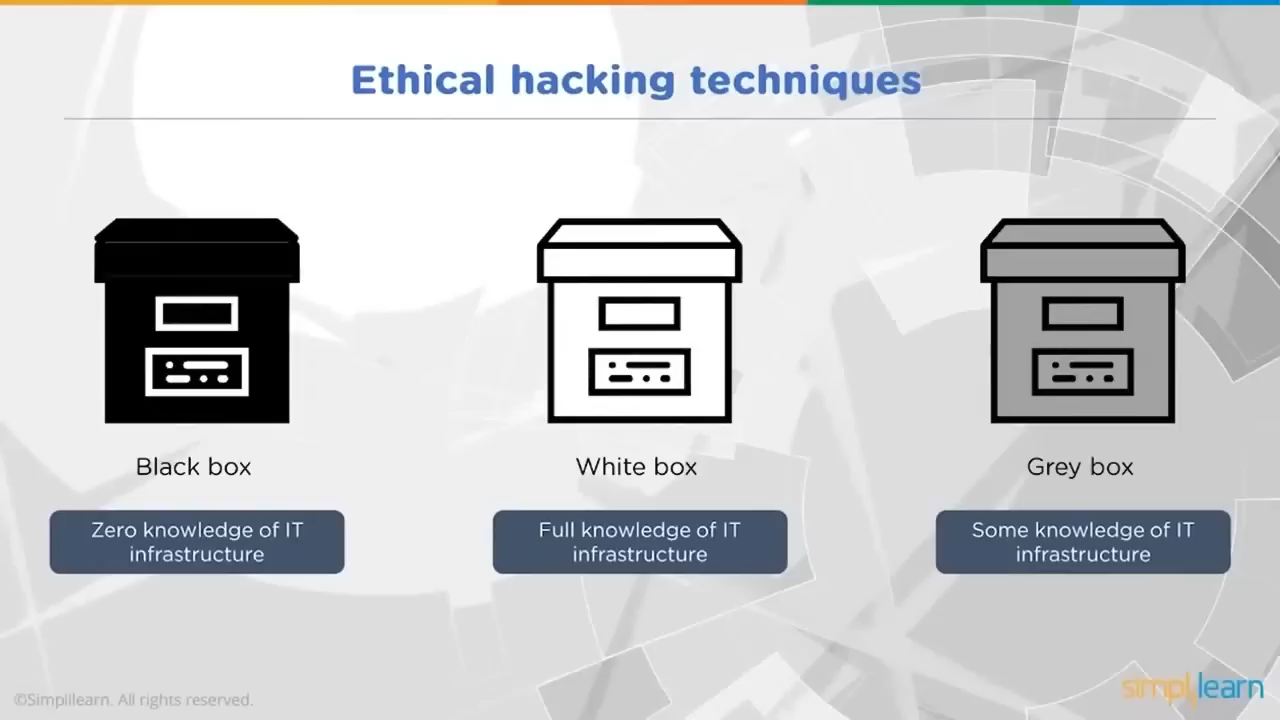 Ethical hacking techniques
Black box
White box
Grey box
Zero knowledge of IT
infrastructure
Full knowledge of IT
infrastructure
Some knowledge of IT
infrastructure
©Simplilearn. All rights reserved.
simplilearn